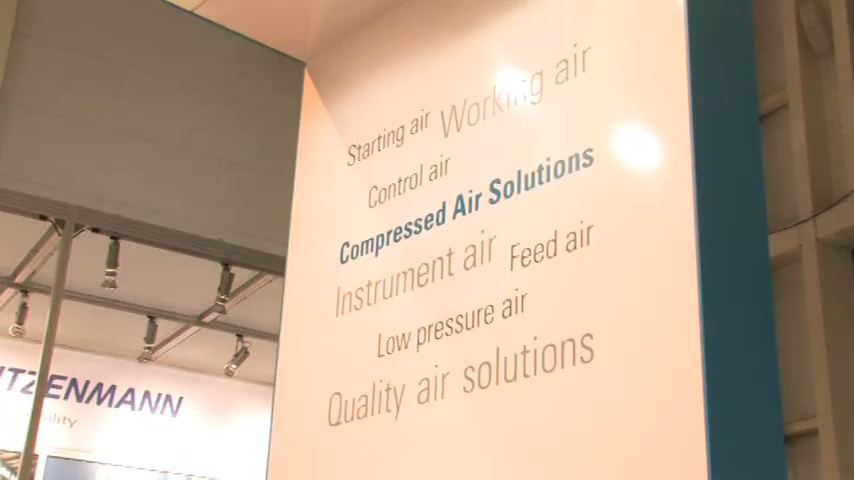 Starting air Working air
Control air
Compressed Air Solutions
Instrument air Feed air
Low pressure air
Quality air solutions
ITZENMANN